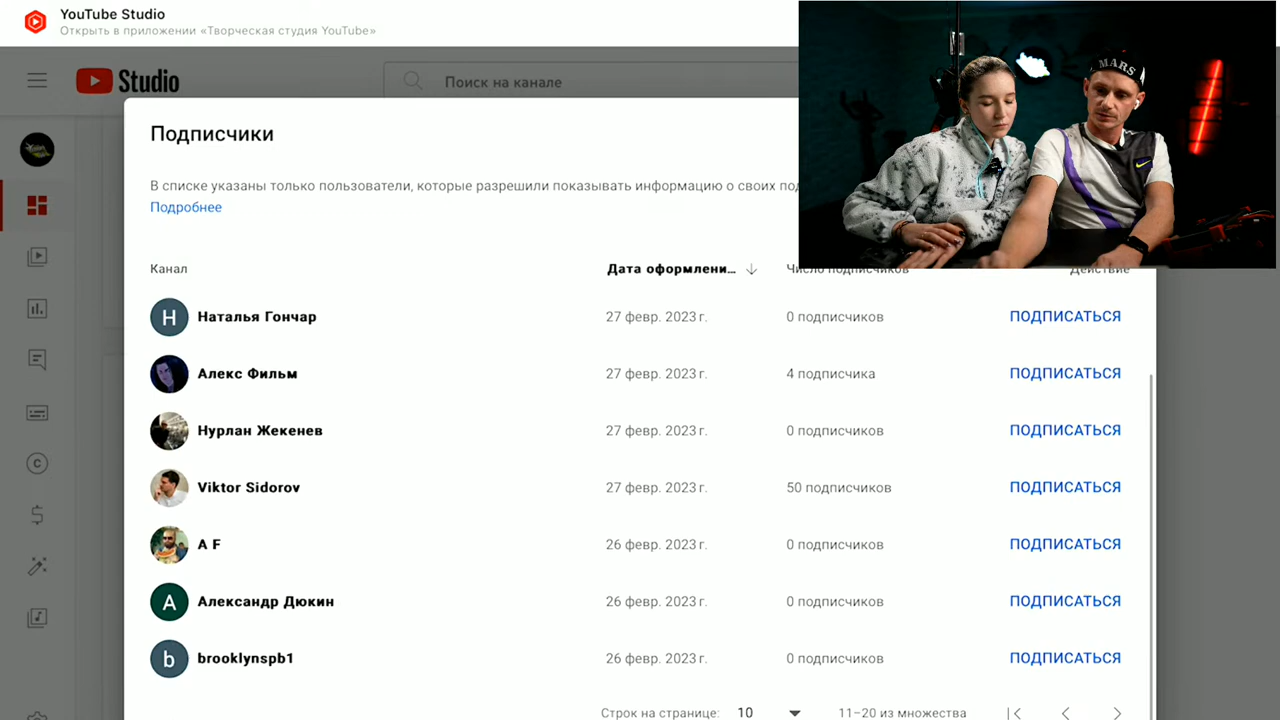 YouTube Studio
Открыть в приложении «Творческая студия YouTube»
Studio
Поиск на канале
MARS
Подписчики
В списке указаны только пользователи, которые разрешили показывать информацию о своих
Подробнее
Канал Дата оформлени... Число подписчиков Действие
Н Наталья Гончар 27 февр. 2023 г. 0 подписчиков ПОДПИСАТЬСЯ
Алекс Фильм 27 февр. 2023 г. 4 подписчика ПОДПИСАТЬСЯ
Нурлан Жекенев 27 февр. 2023 г. 0 подписчиков ПОДПИСАТЬСЯ
Viktor Sidorov 27 февр. 2023 г. 50 подписчиков ПОДПИСАТЬСЯ
A F 26 февр. 2023 г. 0 подписчиков ПОДПИСАТЬСЯ
А Александр Дюкин 26 февр. 2023 г. 0 подписчиков ПОДПИСАТЬСЯ
b brooklynspb1 26 февр. 2023 г. 0 подписчиков ПОДПИСАТЬСЯ
Строк на странице: 10 11–20 из множества